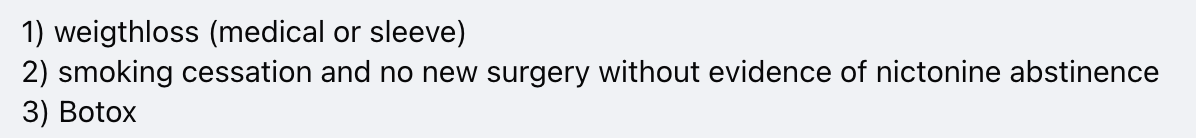 1) weigthloss (medical or sleeve)
2) smoking cessation and no new surgery without evidence of nictonine abstinence
3) Botox